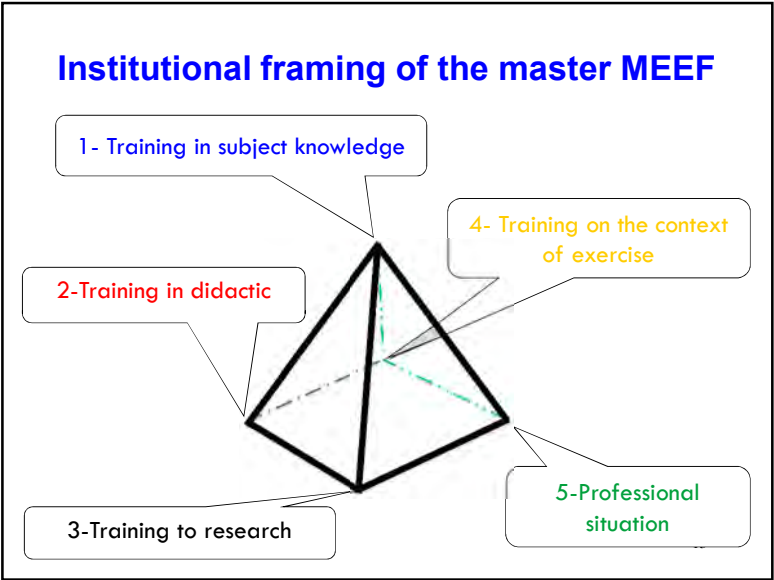 Institutional framing of the master MEEF
1- Training in subject knowledge
4- Training on the context
of exercise
2-Training in didactic
5-Professional
situation
3-Training to research